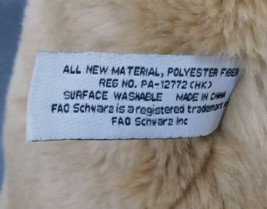 ALL NEW MATERIAL, POLYESTER FIBER
REG NO. PA-12772 (HK)
SURFACE WASHABLE MADE IN CHINA
FAO Schwarz is a registered trademark
FAO Schwarz Inc